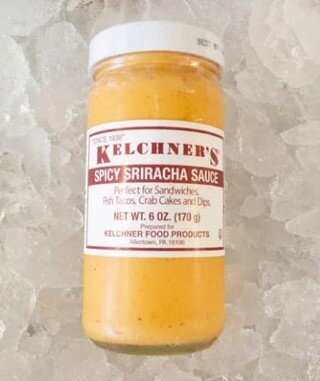 BEST
SINCE 1938"
KELCHNER'S
SPICY SRIRACHA SAUCE
Perfect for Sandwiches,
Fish Tacos, Crab Cakes and Dips.
NET WT. 6 OZ. (170 g)
Prepared for
KELCHNER FOOD PRODUCTS
Allentown, PA 18106